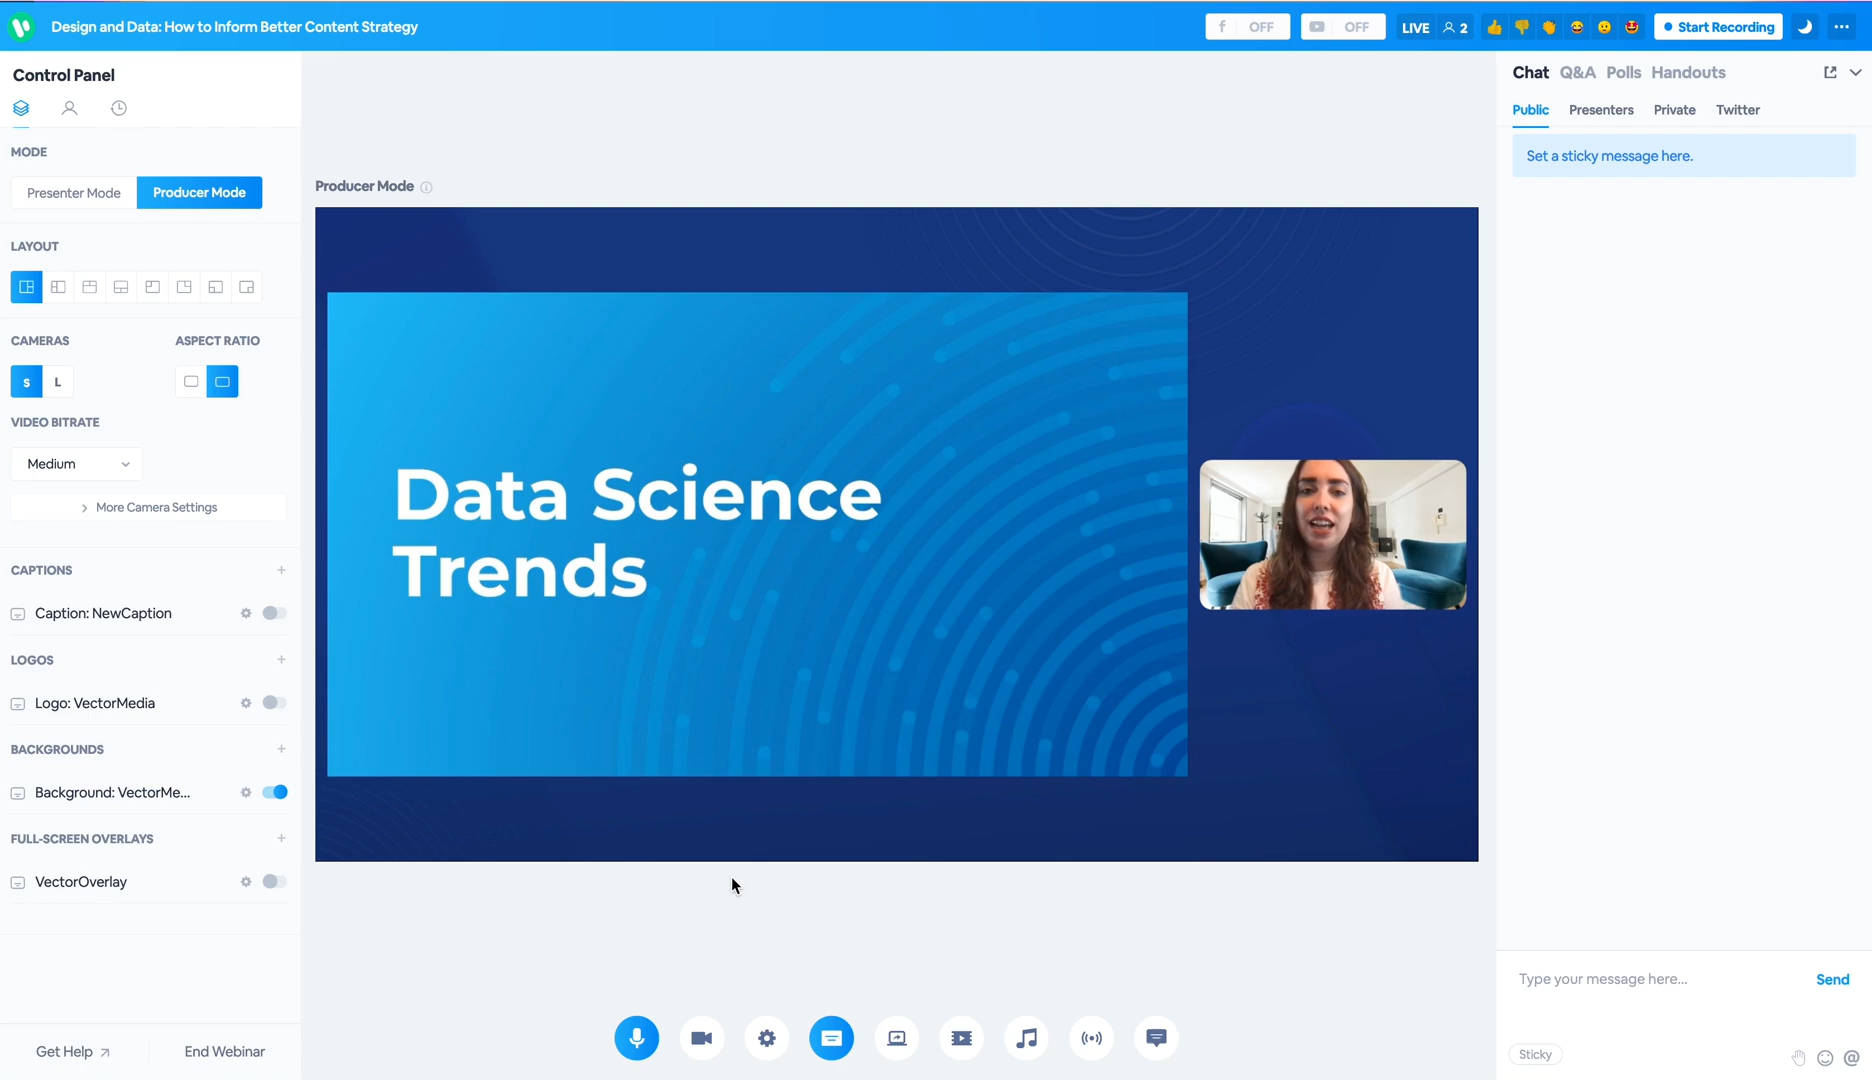 Design and Data: How to Inform Better Content Strategy
OFF
OFF
LIVE 2
Start Recording
Control Panel
MODE
Presenter Mode Producer Mode
LAYOUT
CAMERAS ASPECT RATIO
S L
VIDEO BITRATE
Medium
More Camera Settings
CAPTIONS
Caption: NewCaption
LOGOS
Logo: VectorMedia
BACKGROUNDS
Background: VectorMe...
FULL-SCREEN OVERLAYS
VectorOverlay
Get Help End Webinar
Producer Mode
Data Science
Trends
Chat Q&A Polls Handouts
Public Presenters Private Twitter
Set a sticky message here.
Type your message here... Send
Sticky